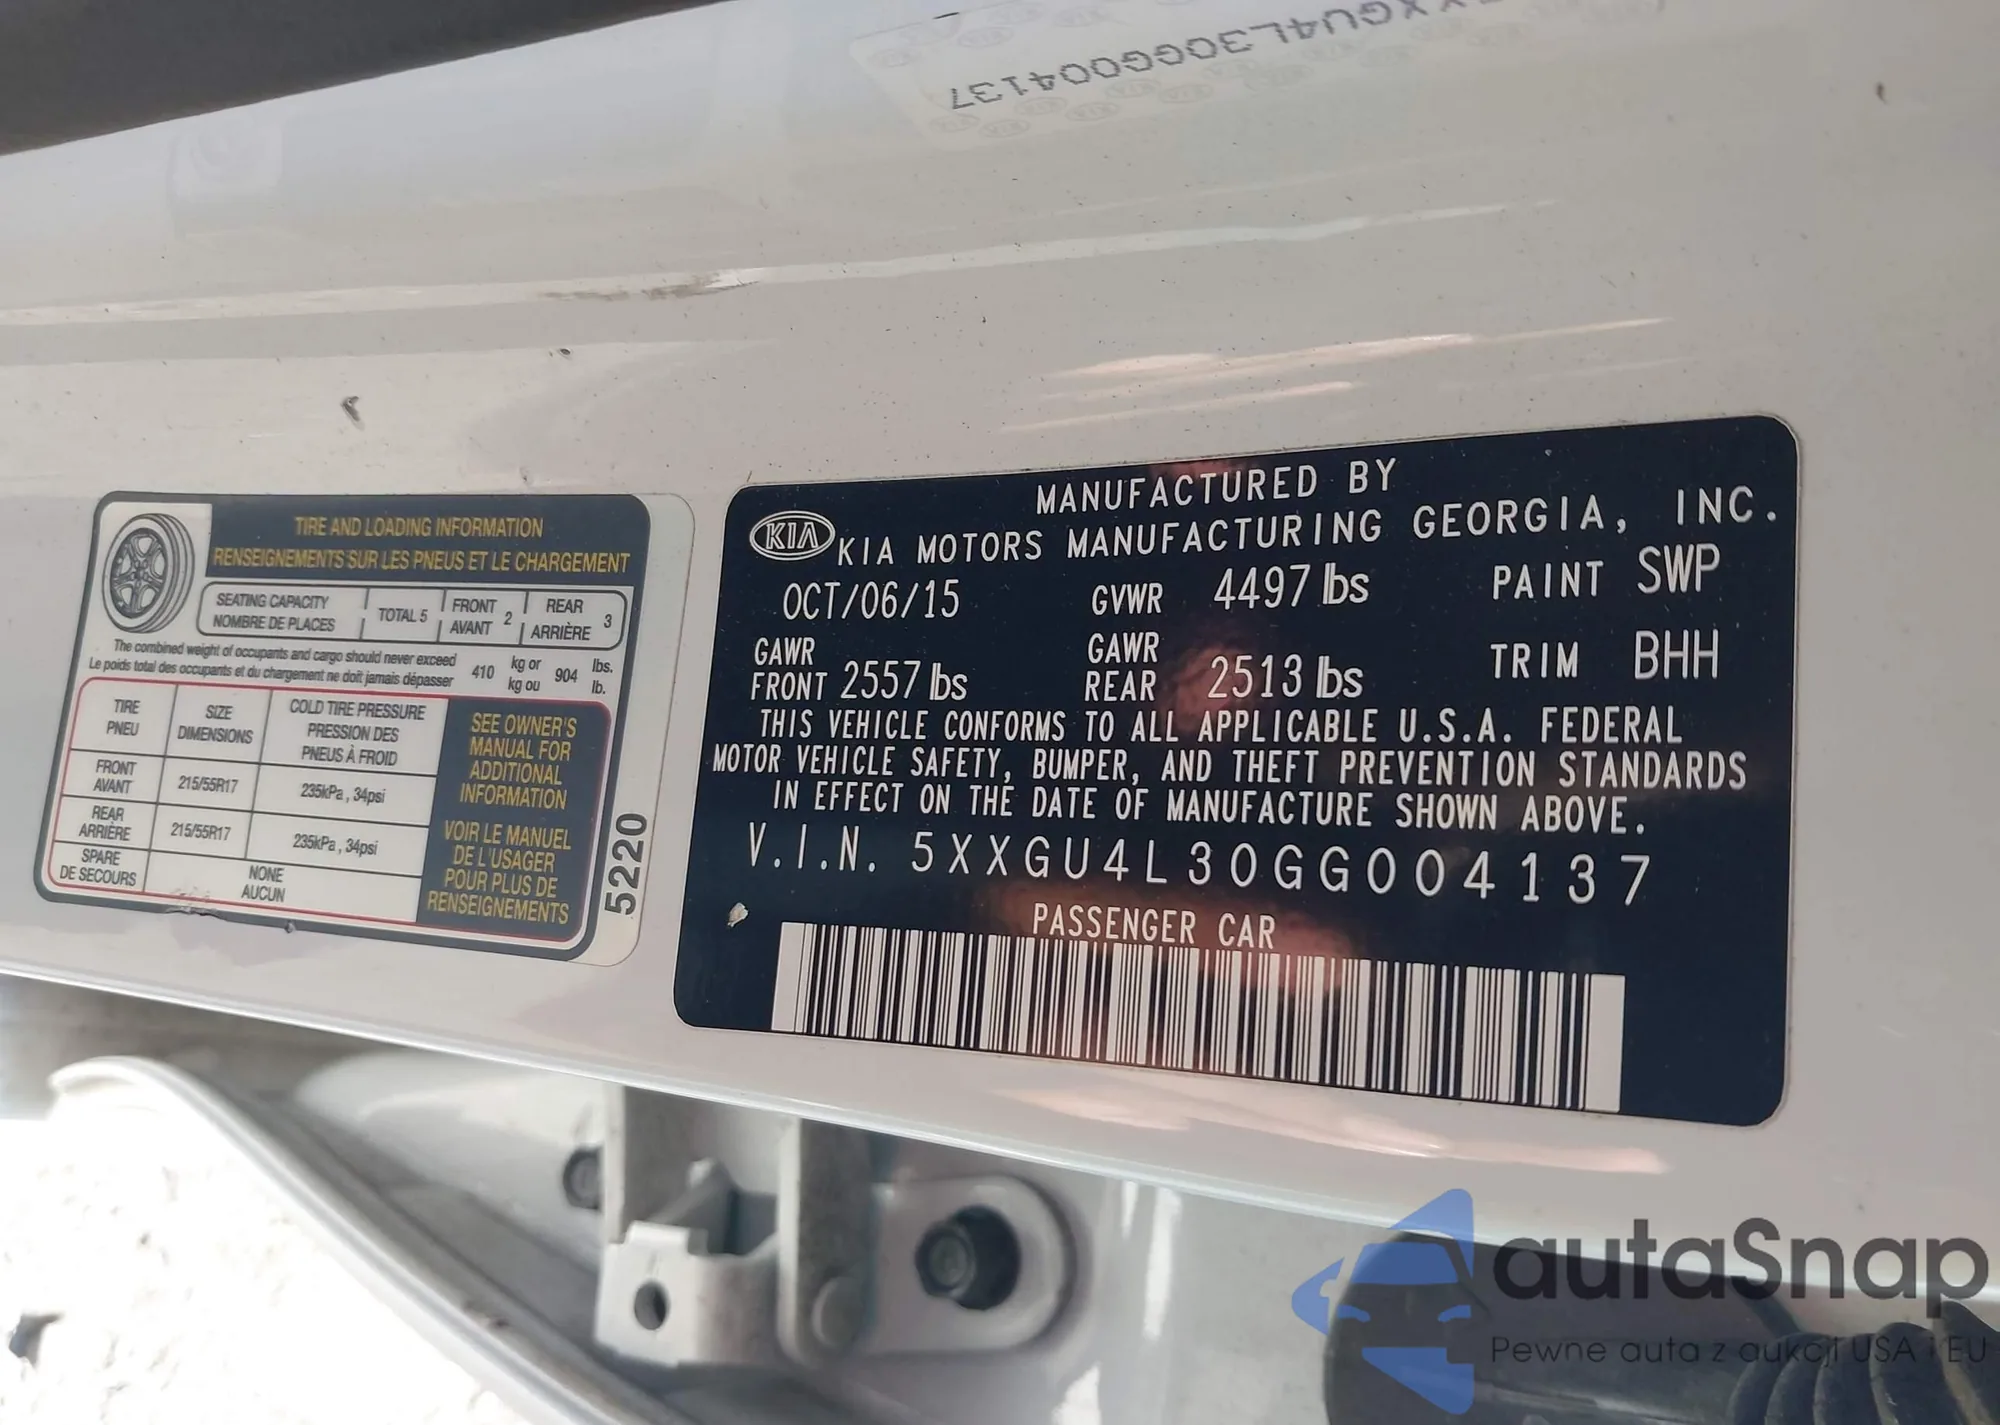 XXGU4L30GG004137
TIRE AND LOADING INFORMATION
RENSEIGNEMENTS SUR LES PNEUS ET LE CHARGEMENT
SEATING CAPACITY
NOMBRE DE PLACES
TOTAL 5
FRONT
AVANT
2
REAR
ARRIÈRE
3
The combined weight of occupants and cargo should never exceed
Le poids total des occupants et du chargement ne doit jamais dépasser
410
kg or
kg ou
904
lbs.
lb.
TIRE
PNEU
SIZE
DIMENSIONS
COLD TIRE PRESSURE
PRESSION DES
PNEUS À FROID
FRONT
AVANT
215/55R17
235kPa, 34psi
REAR
ARRIÈRE
215/55R17
235kPa, 34psi
SPARE
DE SECOURS
NONE
AUCUN
SEE OWNER'S
MANUAL FOR
ADDITIONAL
INFORMATION
VOIR LE MANUEL
DE L'USAGER
POUR PLUS DE
RENSEIGNEMENTS
5220
MANUFACTURED BY
KIA KIA MOTORS MANUFACTURING GEORGIA, INC.
OCT/06/15 GVWR 4497 lbs PAINT SWP
GAWR
FRONT 2557 lbs
GAWR
REAR 2513 lbs
TRIM BHH
THIS VEHICLE CONFORMS TO ALL APPLICABLE U.S.A. FEDERAL
MOTOR VEHICLE SAFETY, BUMPER, AND THEFT PREVENTION STANDARDS
IN EFFECT ON THE DATE OF MANUFACTURE SHOWN ABOVE.
V.I.N. 5XXGU4L30GG004137
PASSENGER CAR
autaSnap
Pewne auta z aukcji USA i EU